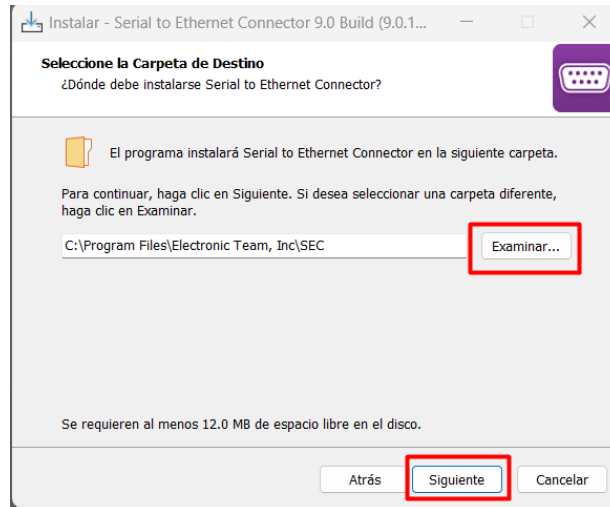 Instalar - Serial to Ethernet Connector 9.0 Build (9.0.1...
Seleccione la Carpeta de Destino
¿Dónde debe instalarse Serial to Ethernet Connector?
El programa instalará Serial to Ethernet Connector en la siguiente carpeta.
Para continuar, haga clic en Siguiente. Si desea seleccionar una carpeta diferente,
haga clic en Examinar.
C:\Program Files\Electronic Team, Inc\SEC
Examinar...
Se requieren al menos 12.0 MB de espacio libre en el disco.
Atrás
Siguiente
Cancelar